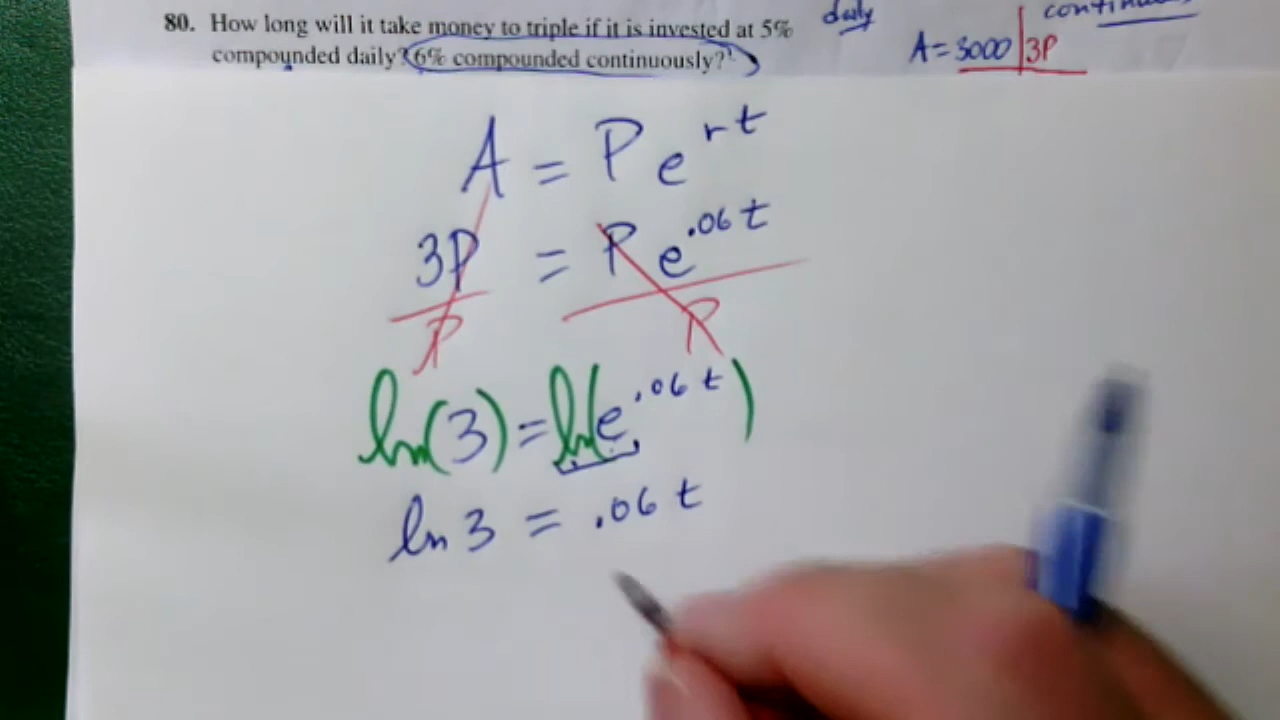 80. How long will it take money to triple if it is invested at 5%
compounded daily? (6% compounded continuously?)
daily
A = 3000 | 3P
A = Pe^rt
3P = Pe^.06t
P P
ln(3) = ln(e^.06t)
ln 3 = .06t